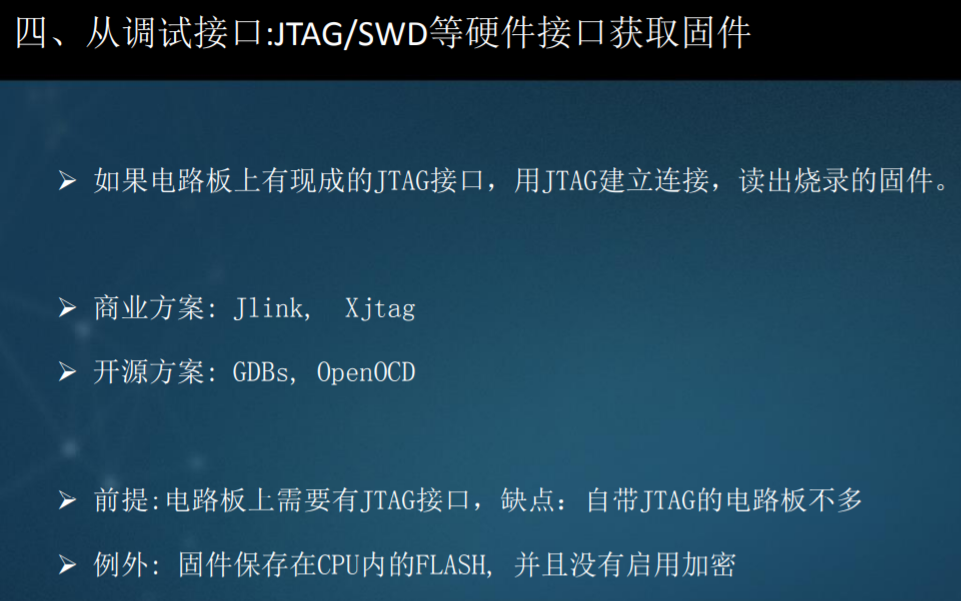 四、从调试接口:JTAG/SWD等硬件接口获取固件
➢ 如果电路板上有现成的JTAG接口，用JTAG建立连接，读出烧录的固件。
➢ 商业方案: Jlink, Xjtag
➢ 开源方案: GDBs, OpenOCD
➢ 前提:电路板上需要有JTAG接口，缺点: 自带JTAG的电路板不多
➢ 例外: 固件保存在CPU内的FLASH, 并且没有启用加密